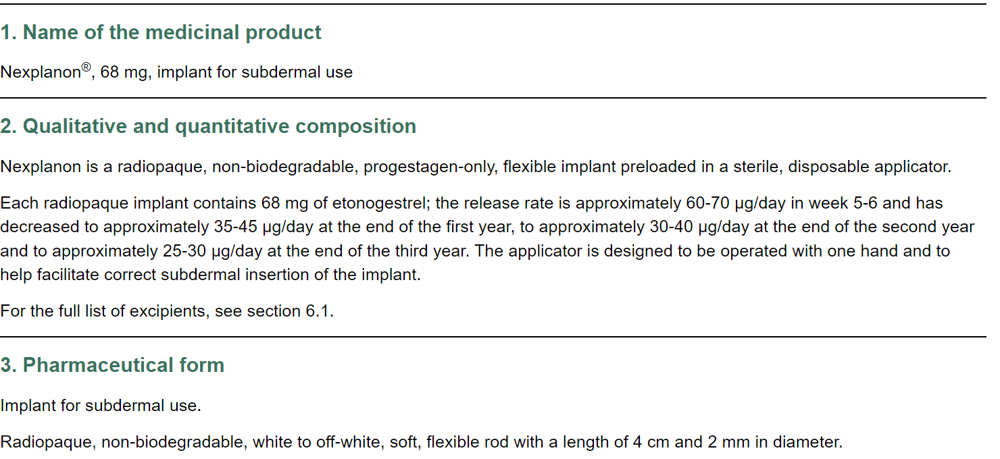 1. Name of the medicinal product
Nexplanon®, 68 mg, implant for subdermal use
2. Qualitative and quantitative composition
Nexplanon is a radiopaque, non-biodegradable, progestagen-only, flexible implant preloaded in a sterile, disposable applicator.
Each radiopaque implant contains 68 mg of etonogestrel; the release rate is approximately 60-70 μg/day in week 5-6 and has
decreased to approximately 35-45 μg/day at the end of the first year, to approximately 30-40 μg/day at the end of the second year
and to approximately 25-30 μg/day at the end of the third year. The applicator is designed to be operated with one hand and to
help facilitate correct subdermal insertion of the implant.
For the full list of excipients, see section 6.1.
3. Pharmaceutical form
Implant for subdermal use.
Radiopaque, non-biodegradable, white to off-white, soft, flexible rod with a length of 4 cm and 2 mm in diameter.